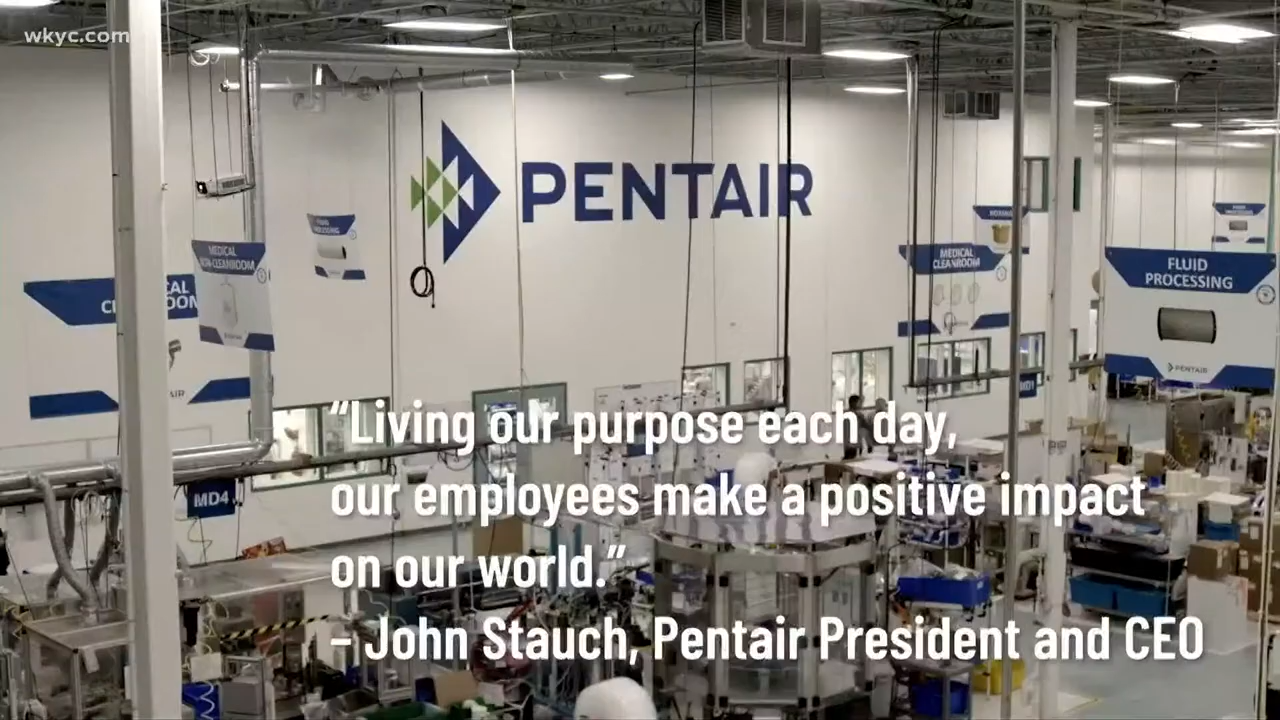 wkyc.com
PENTAIR
MEDICAL
NON-CLEANROOM
FLUID
PROCESSING
PENTAIR
MEDICAL
CLEANROOM
MD4
“Living our purpose each day,
our employees make a positive impact
on our world.”
– John Stauch, Pentair President and CEO